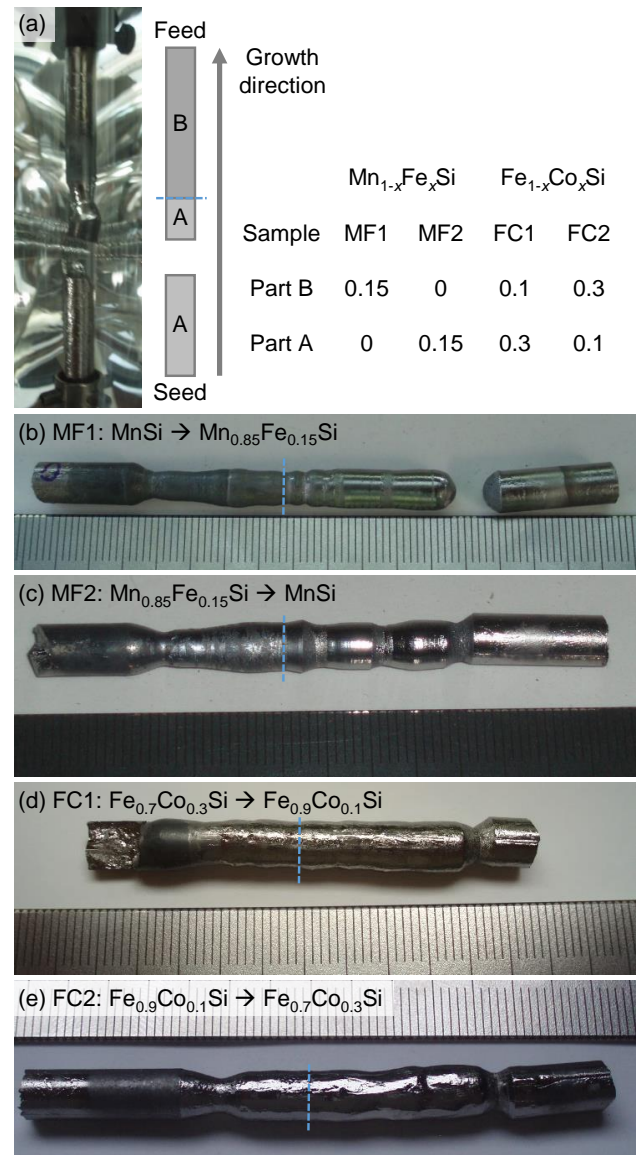 (a)
Feed
Growth
direction
B
A
A
Seed
Mn1-xFexSi Fe1-xCoxSi
Sample MF1 MF2 FC1 FC2
Part B 0.15 0 0.1 0.3
Part A 0 0.15 0.3 0.1
(b) MF1: MnSi → Mn0.85Fe0.15Si
(c) MF2: Mn0.85Fe0.15Si → MnSi
(d) FC1: Fe0.7Co0.3Si → Fe0.9Co0.1Si
(e) FC2: Fe0.9Co0.1Si → Fe0.7Co0.3Si